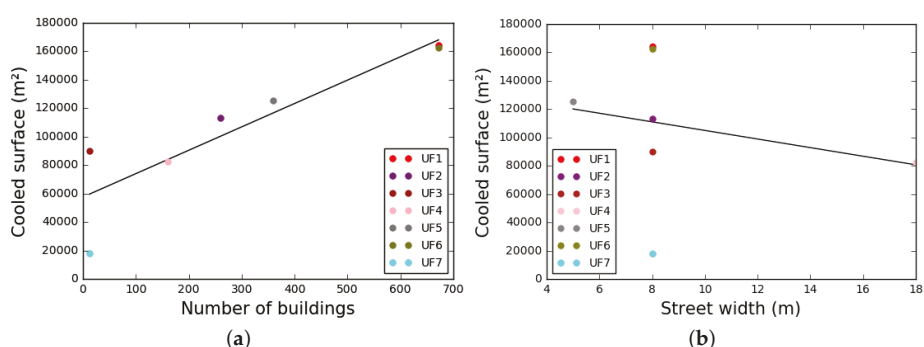 180000
160000
140000
120000
100000
80000
60000
40000
20000
0
Cooled surface (m²)
0 100 200 300 400 500 600 700
Number of buildings
UF1
UF2
UF3
UF4
UF5
UF6
UF7
(a)
180000
160000
140000
120000
100000
80000
60000
40000
20000
0
Cooled surface (m²)
4 6 8 10 12 14 16 18
Street width (m)
UF1
UF2
UF3
UF4
UF5
UF6
UF7
(b)